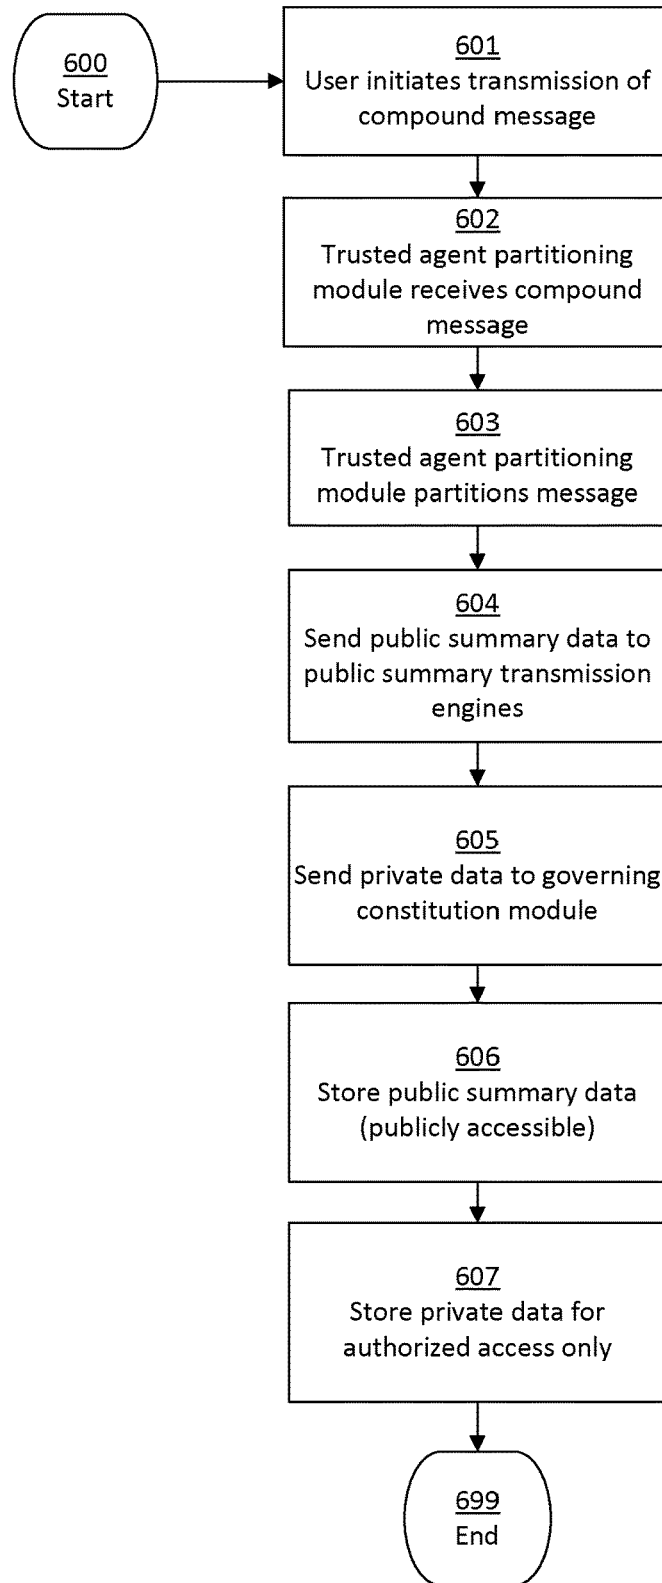 600
Start
601
User initiates transmission of
compound message
602
Trusted agent partitioning
module receives compound
message
603
Trusted agent partitioning
module partitions message
604
Send public summary data to
public summary transmission
engines
605
Send private data to governing
constitution module
606
Store public summary data
(publicly accessible)
607
Store private data for
authorized access only
699
End